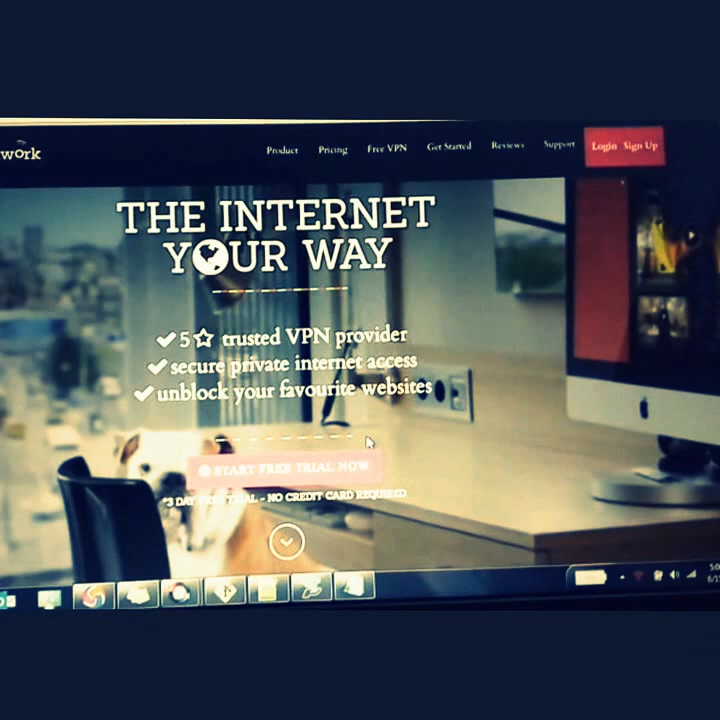 work
Product Pricing Free VPN Get Started Reviews Support Login Sign Up
THE INTERNET
YOUR WAY
5 trusted VPN provider
secure private internet access
unblock your favourite websites
START FREE TRIAL NOW
*3 DAY FREE TRIAL - NO CREDIT CARD REQUIRED